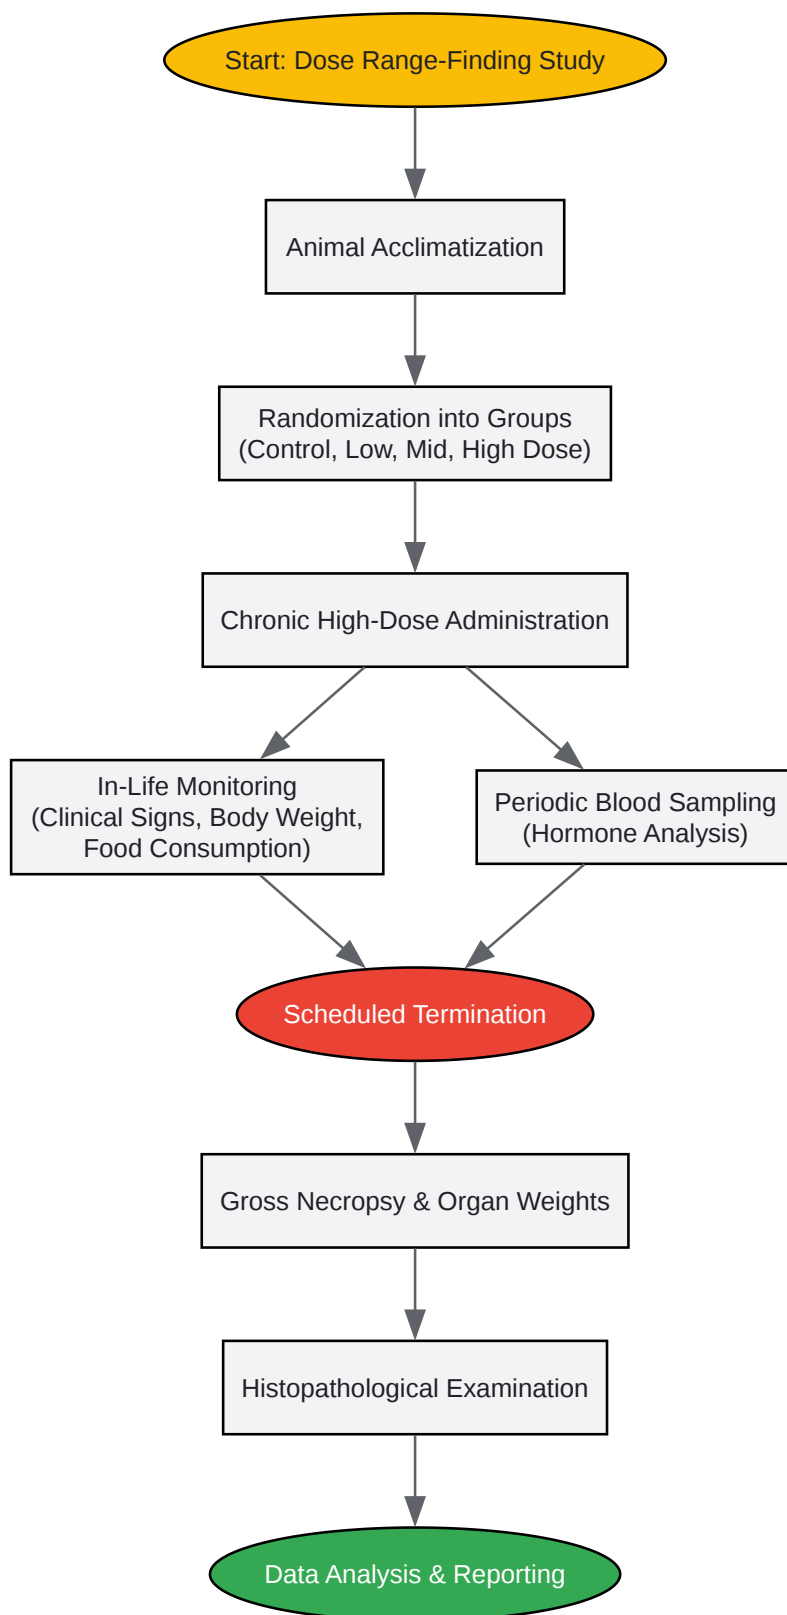 Start: Dose Range-Finding Study
Animal Acclimatization
Randomization into Groups
(Control, Low, Mid, High Dose)
Chronic High-Dose Administration
In-Life Monitoring
(Clinical Signs, Body Weight,
Food Consumption)
Periodic Blood Sampling
(Hormone Analysis)
Scheduled Termination
Gross Necropsy & Organ Weights
Histopathological Examination
Data Analysis & Reporting